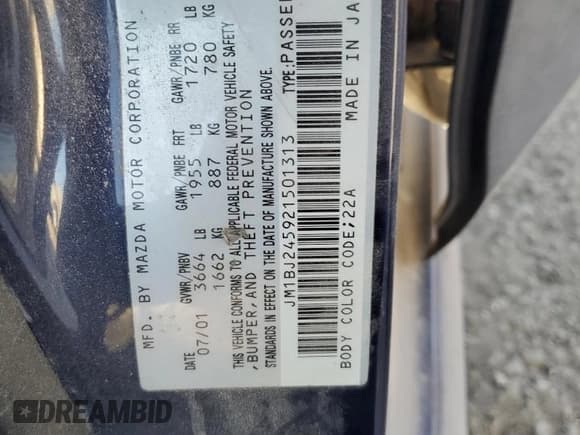 MFD. BY MAZDA MOTOR CORPORATION
DATE GVWR/PNBV GAWR/PNBE FRT GAWR/PNBE RR
07/01 3664 LB 1955 LB 1720 LB
1662 KG 887 KG 780 KG
THIS VEHICLE CONFORMS TO ALL APPLICABLE FEDERAL MOTOR VEHICLE SAFETY
,BUMPER,AND THEFT PREVENTION
STANDARDS IN EFFECT ON THE DATE OF MANUFACTURE SHOWN ABOVE.
JM1BJ245921501313 TYPE:PASSE
BODY COLOR CODE;22A MADE IN JA
DREAMBID